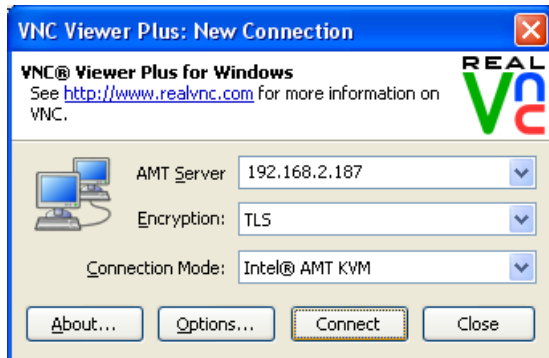 VNC Viewer Plus: New Connection
VNC® Viewer Plus for Windows
See http://www.realvnc.com for more information on
VNC.
REAL
VNC
AMT Server 192.168.2.187
Encryption: TLS
Connection Mode: Intel® AMT KVM
About... Options... Connect Close